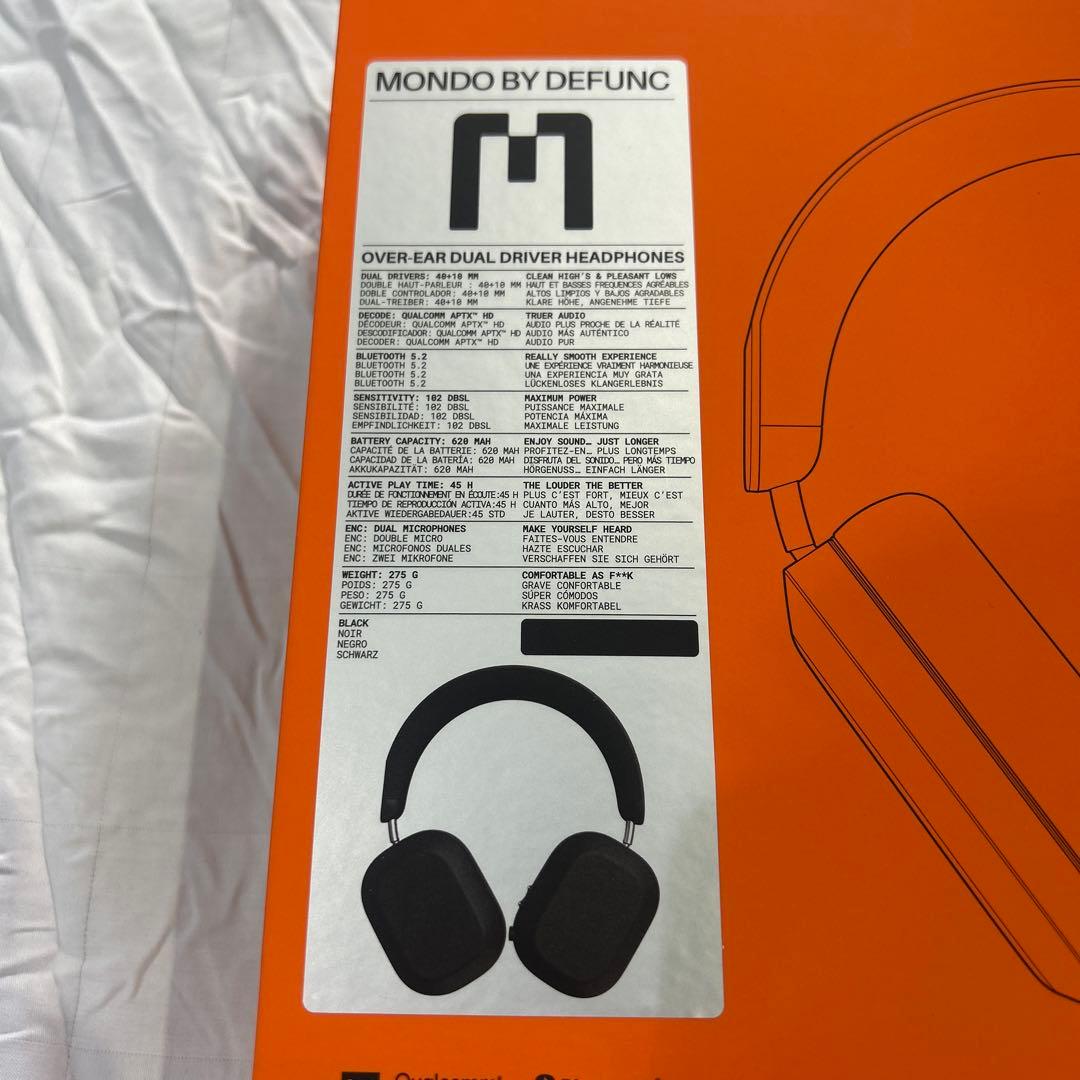 MONDO BY DEFUNC
M
OVER-EAR DUAL DRIVER HEADPHONES
DUAL DRIVERS: 40+10 MM CLEAN HIGH'S & PLEASANT LOWS
DOUBLE HAUT-PARLEUR : 40+10 MM HAUT ET BASSES FREQUENCES AGRÉABLES
DOBLE CONTROLADOR: 40+10 MM ALTOS LIMPIOS Y BAJOS AGRADABLES
DUAL-TREIBER: 40+10 MM KLARE HÖHE, ANGENEHME TIEFE
DECODE: QUALCOMM APTX™ HD TRUER AUDIO
DÉCODEUR: QUALCOMM APTX™ HD AUDIO PLUS PROCHE DE LA RÉALITÉ
DESCODIFICADOR: QUALCOMM APTX™ HD AUDIO MÁS AUTÉNTICO
DECODER: QUALCOMM APTX™ HD AUDIO PUR
BLUETOOTH 5.2 REALLY SMOOTH EXPERIENCE
BLUETOOTH 5.2 UNE EXPÉRIENCE VRAIMENT HARMONIEUSE
BLUETOOTH 5.2 UNA EXPERIENCIA MUY GRATA
BLUETOOTH 5.2 LÜCKENLOSES KLANGERLEBNIS
SENSITIVITY: 102 DBSL MAXIMUM POWER
SENSIBILITÉ: 102 DBSL PUISSANCE MAXIMALE
SENSIBILIDAD: 102 DBSL POTENCIA MÁXIMA
EMPFINDLICHKEIT: 102 DBSL MAXIMALE LEISTUNG
BATTERY CAPACITY: 620 MAH ENJOY SOUND… JUST LONGER
CAPACITÉ DE LA BATTERIE: 620 MAH PROFITEZ-EN… PLUS LONGTEMPS
CAPACIDAD DE LA BATERÍA: 620 MAH DISFRUTA DEL SONIDO… PERO MÁS TIEMPO
AKKUKAPAZITÄT: 620 MAH HÖRGENUSS… EINFACH LÄNGER
ACTIVE PLAY TIME: 45 H THE LOUDER THE BETTER
DURÉE DE FONCTIONNEMENT EN ÉCOUTE:45 H PLUS C'EST FORT, MIEUX C'EST
TIEMPO DE REPRODUCCIÓN ACTIVA:45 H CUANTO MÁS ALTO, MEJOR
AKTIVE WIEDERGABEDAUER:45 STD JE LAUTER, DESTO BESSER
ENC: DUAL MICROPHONES MAKE YOURSELF HEARD
ENC: DOUBLE MICRO FAITES-VOUS ENTENDRE
ENC: MICROFONOS DUALES HAZTE ESCUCHAR
ENC: ZWEI MIKROFONE VERSCHAFFEN SIE SICH GEHÖRT
WEIGHT: 275 G COMFORTABLE AS F**K
POIDS: 275 G GRAVE CONFORTABLE
PESO: 275 G SÚPER CÓMODOS
GEWICHT: 275 G KRASS KOMFORTABEL
BLACK
NOIR
NEGRO
SCHWARZ